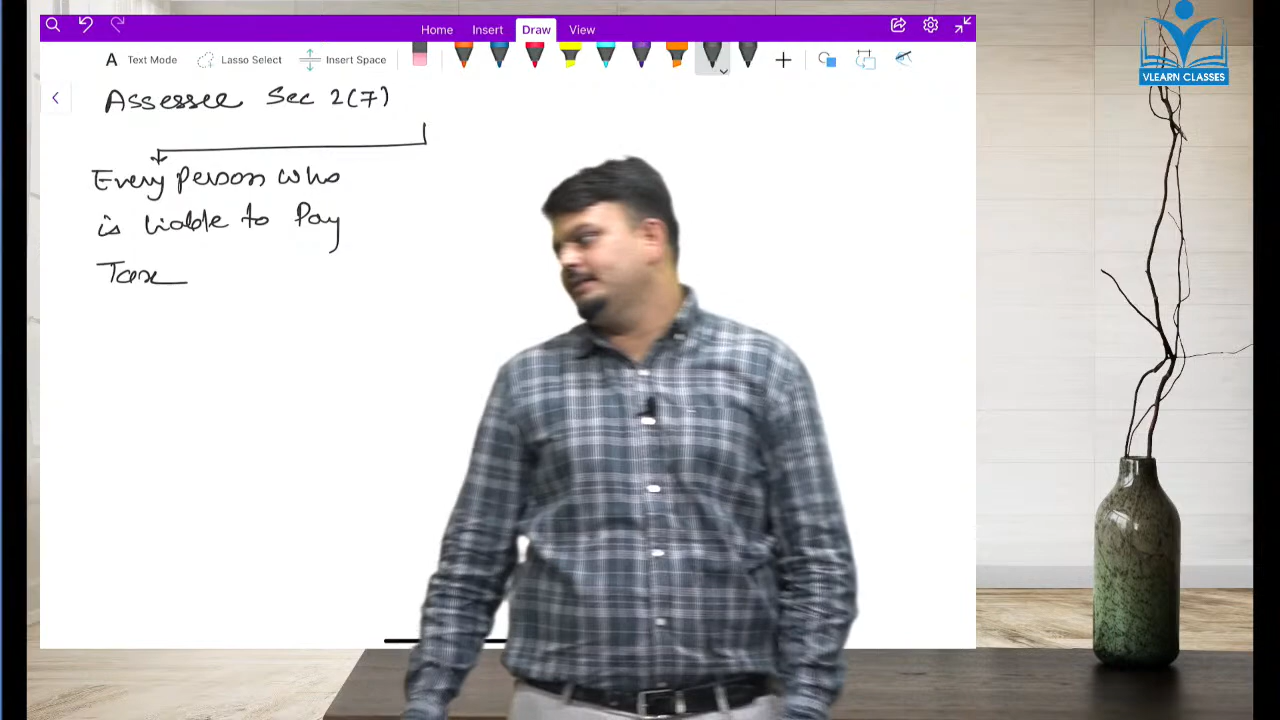 Home Insert Draw View
Text Mode Lasso Select Insert Space
VLEARN CLASSES
Assessee Sec 2(7)
Every person who
is liable to Pay
Tax